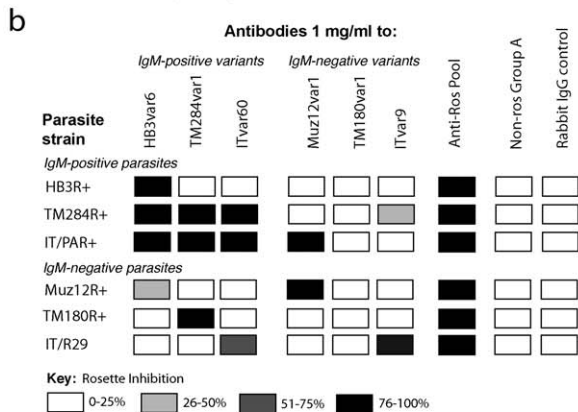 b
Antibodies 1 mg/ml to:
IgM-positive variants IgM-negative variants
Parasite strain HB3var6 TM284var1 ITvar60 Muz12var1 TM180var1 ITvar9 Anti-Ros Pool Non-ros Group A Rabbit IgG control
IgM-positive parasites
HB3R+
TM284R+
IT/PAR+
IgM-negative parasites
Muz12R+
TM180R+
IT/R29
Key: Rosette Inhibition
0-25% 26-50% 51-75% 76-100%